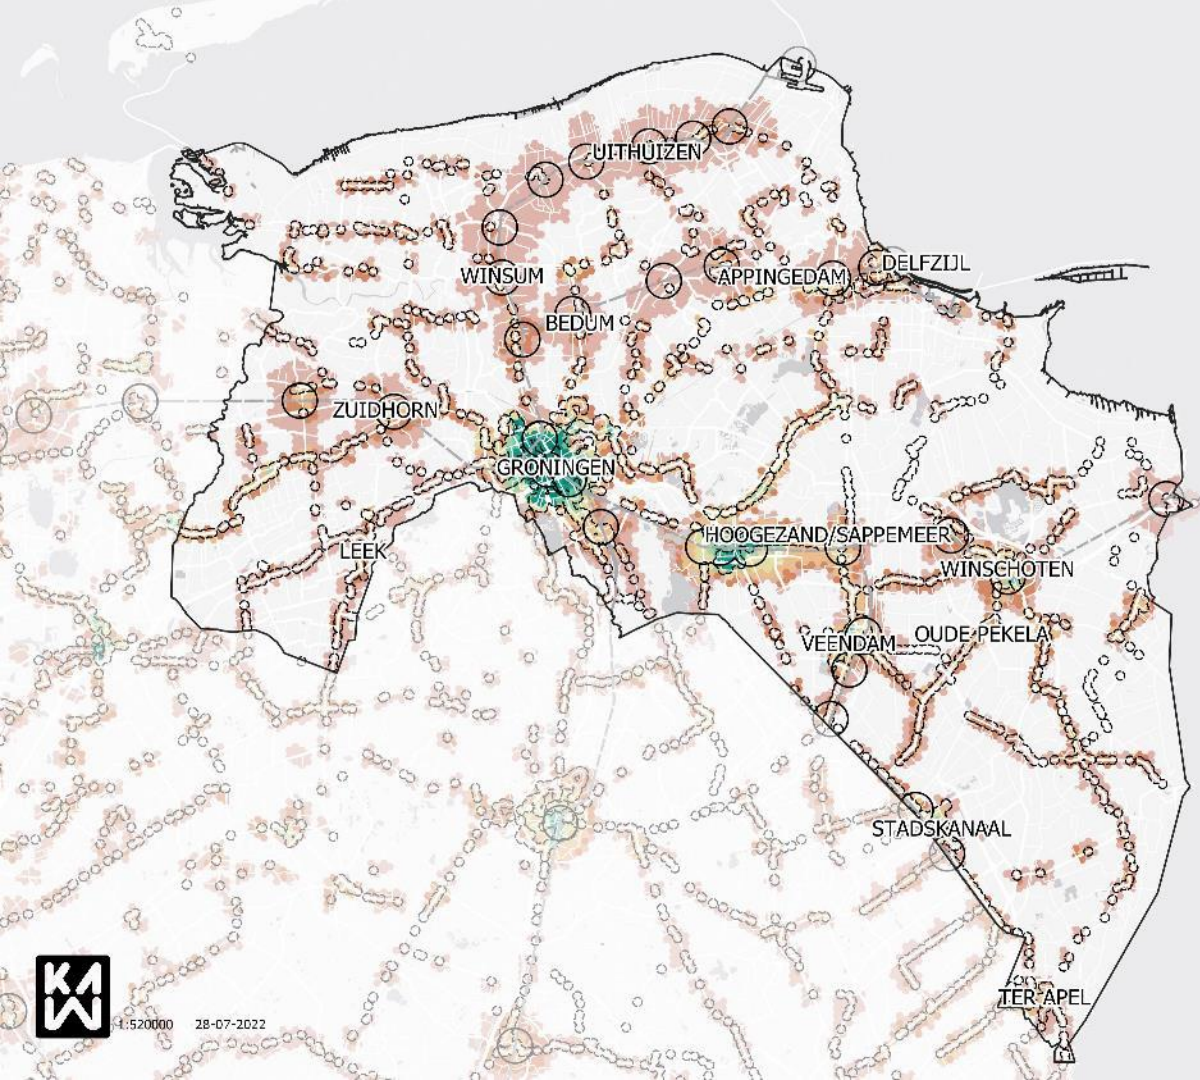 UITHUIZEN
DELFZIJL
WINSUM
APPINGEDAM
BEDUM
ZUIDHORN
GRONINGEN
HOOGEZAND/SAPPEMEER
LEEK
WINSCHOTEN
OUDE PEKELA
VEENDAM
STADSKANAAL
TER APEL
KAW
1:520000 28-07-2022